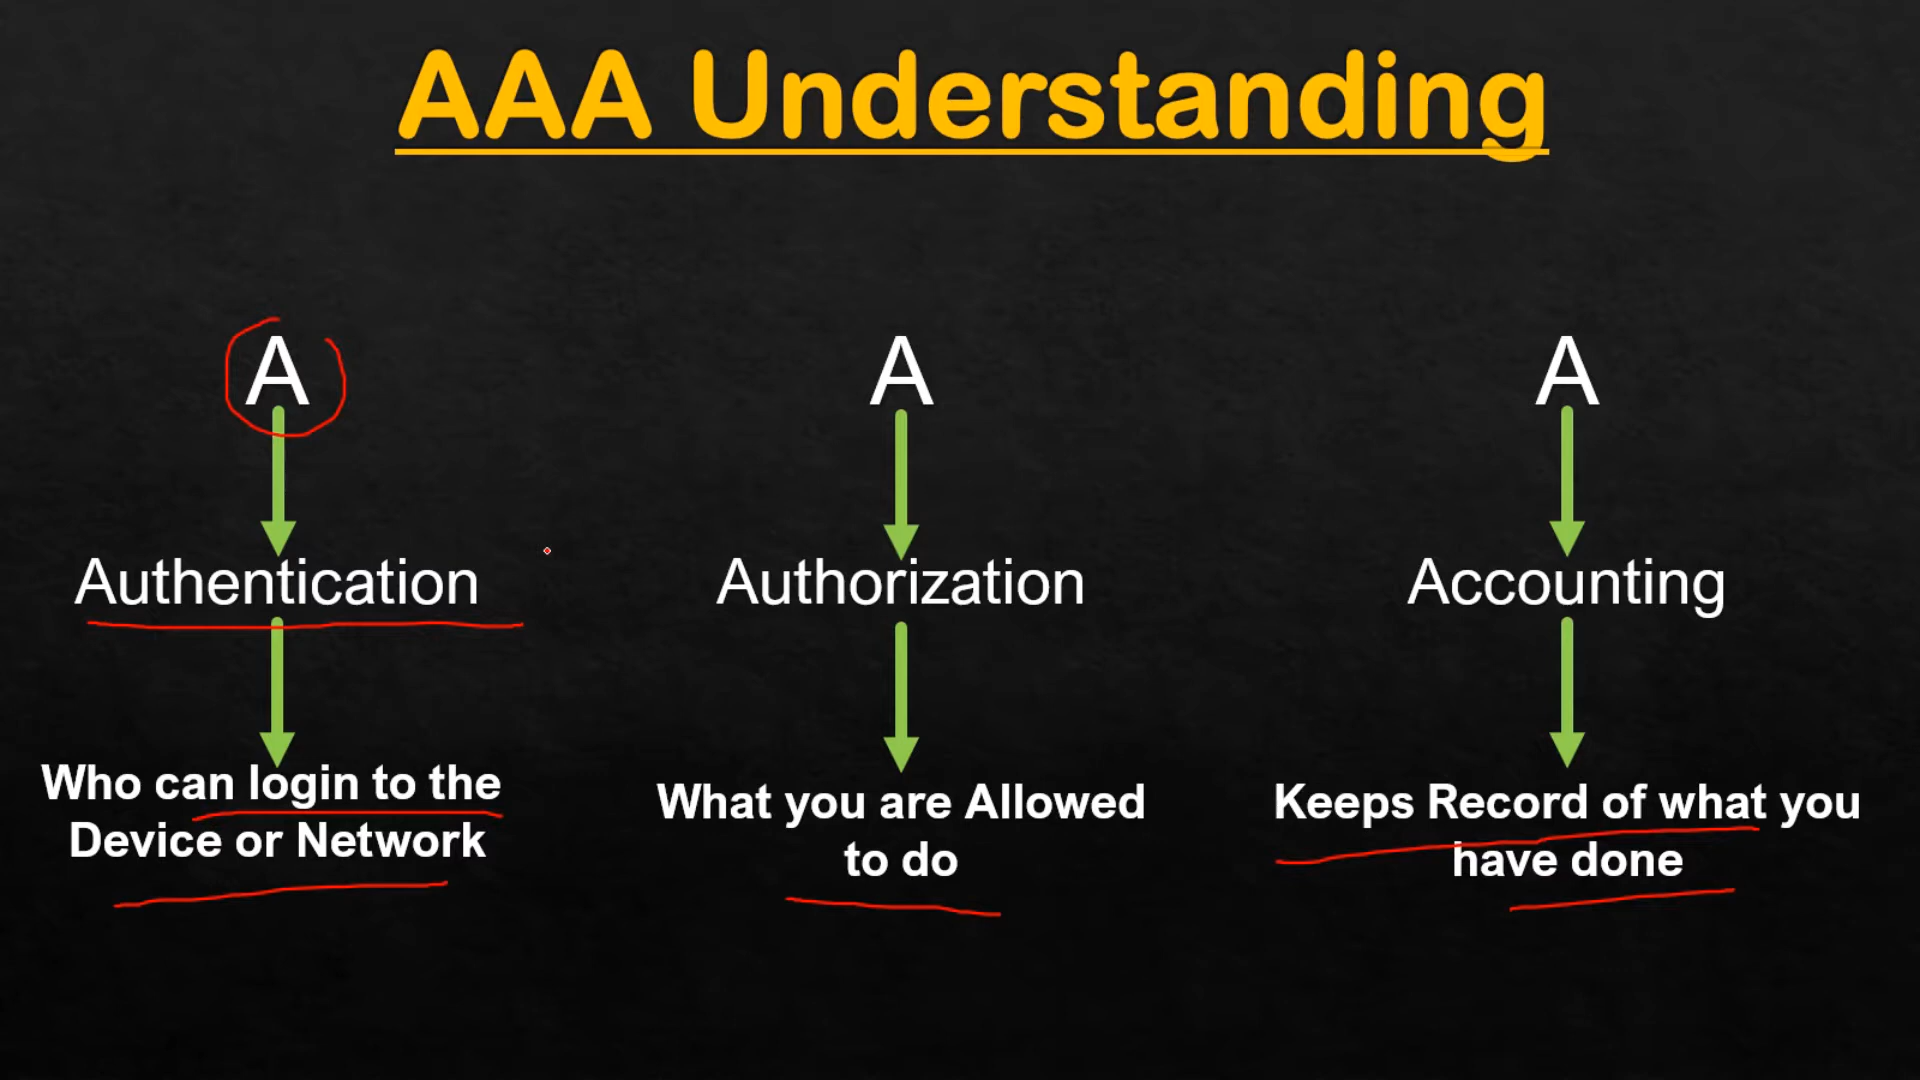 AAA Understanding
A
A
A
Authentication
Authorization
Accounting
Who can login to the
Device or Network
What you are Allowed
to do
Keeps Record of what you
have done